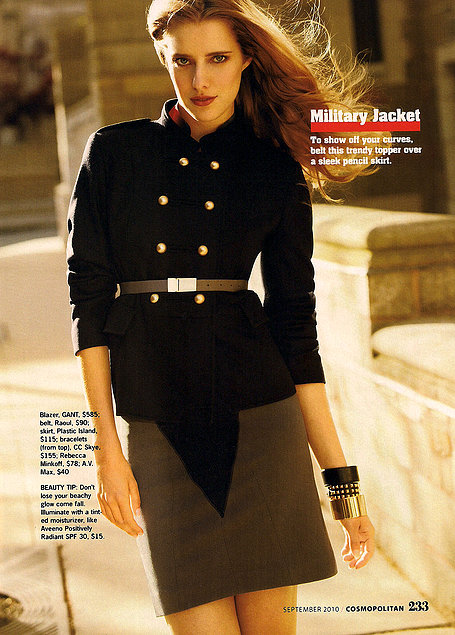 Military Jacket
To show off your curves,
belt this trendy topper over
a sleek pencil skirt.
Blazer, GANT, $585;
belt, Raoul, $90;
skirt, Plastic Island,
$115; bracelets
(from top), CC Skye,
$155; Rebecca
Minkoff, $78; A.V.
Max, $40
BEAUTY TIP: Don't
lose your beachy
glow come fall.
Illuminate with a tint-
ed moisturizer, like
Aveeno Positively
Radiant SPF 30, $15.
SEPTEMBER 2010 / COSMOPOLITAN 233